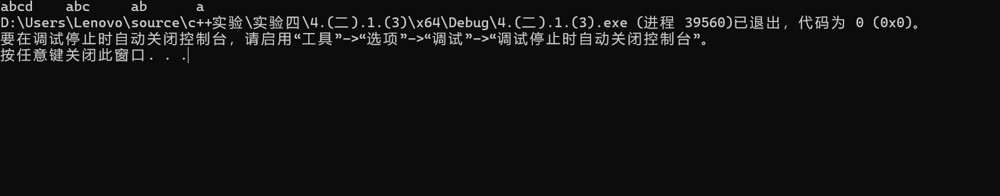 abcd    abc     ab      a
D:\Users\Lenovo\source\c++实验\实验四\4.(二).1.(3)\x64\Debug\4.(二).1.(3).exe (进程 39560)已退出，代码为 0 (0x0)。
要在调试停止时自动关闭控制台，请启用“工具”->“选项”->“调试”->“调试停止时自动关闭控制台”。
按任意键关闭此窗口. . .